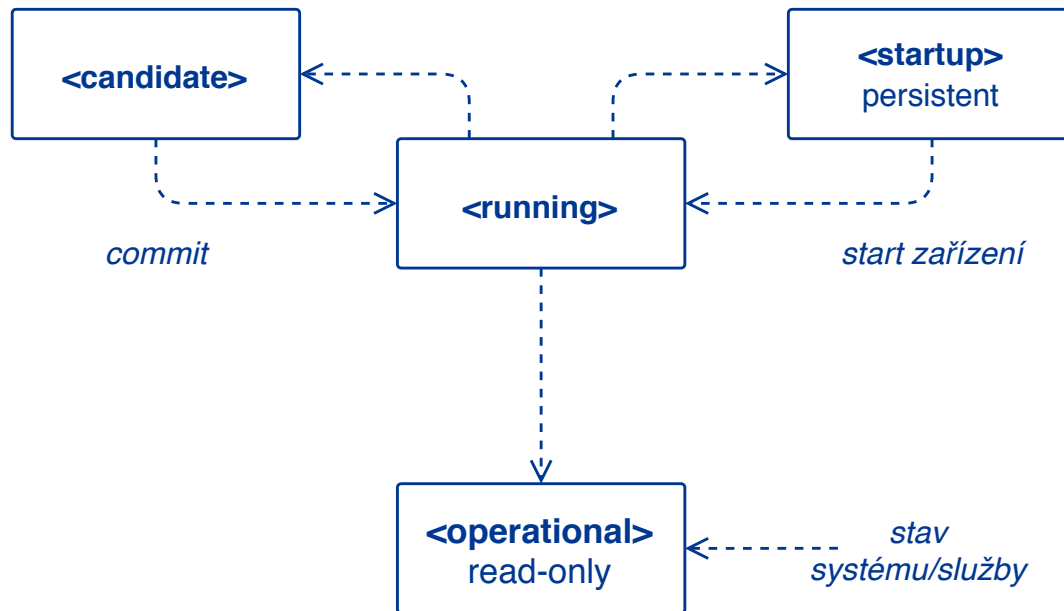 <candidate>
<startup>
persistent
<running>
commit
start zařízení
<operational>
read-only
stav
systému/služby